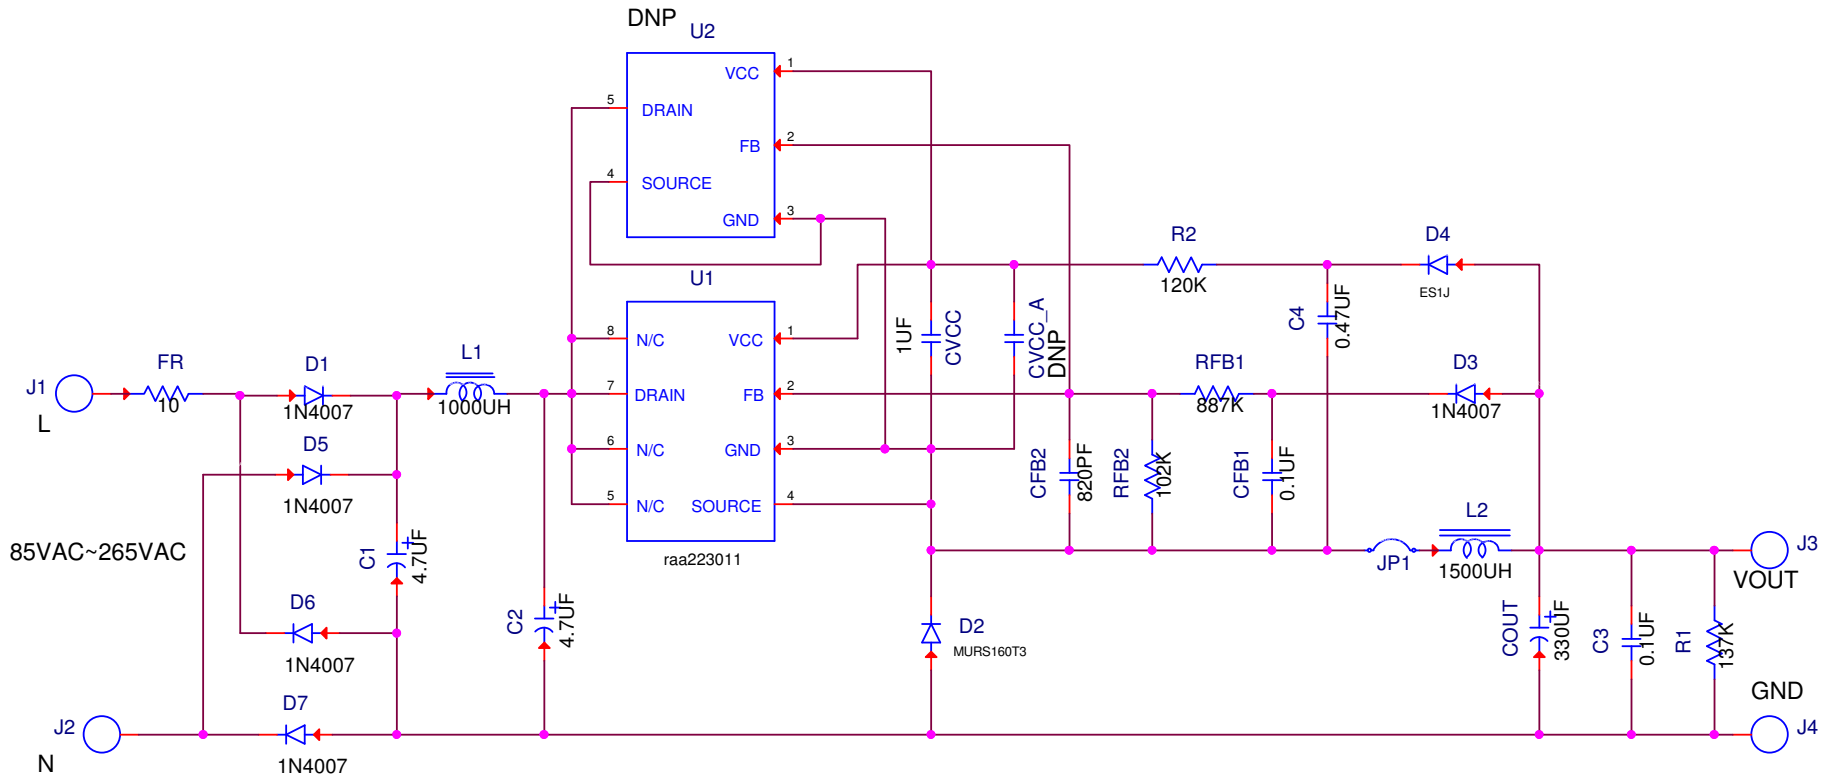 DNP
U2
VCC 1
5 DRAIN
FB 2
4 SOURCE
GND 3
U1
8 N/C
VCC 1
7 DRAIN
FB 2
6 N/C
GND 3
5 N/C
SOURCE 4
raa223011
J1
L
FR
10
D1
1N4007
D5
1N4007
85VAC~265VAC
C1
4.7UF
D6
1N4007
J2
N
D7
1N4007
L1
1000UH
C2
4.7UF
1UF
CVCC
CVCC_A
DNP
R2
120K
C4
0.47UF
D4
ES1J
RFB1
887K
D3
1N4007
CFB2
820PF
RFB2
102K
CFB1
0.1UF
JP1
L2
1500UH
D2
MURS160T3
COUT
330UF
C3
0.1UF
R1
137K
J3
VOUT
GND
J4